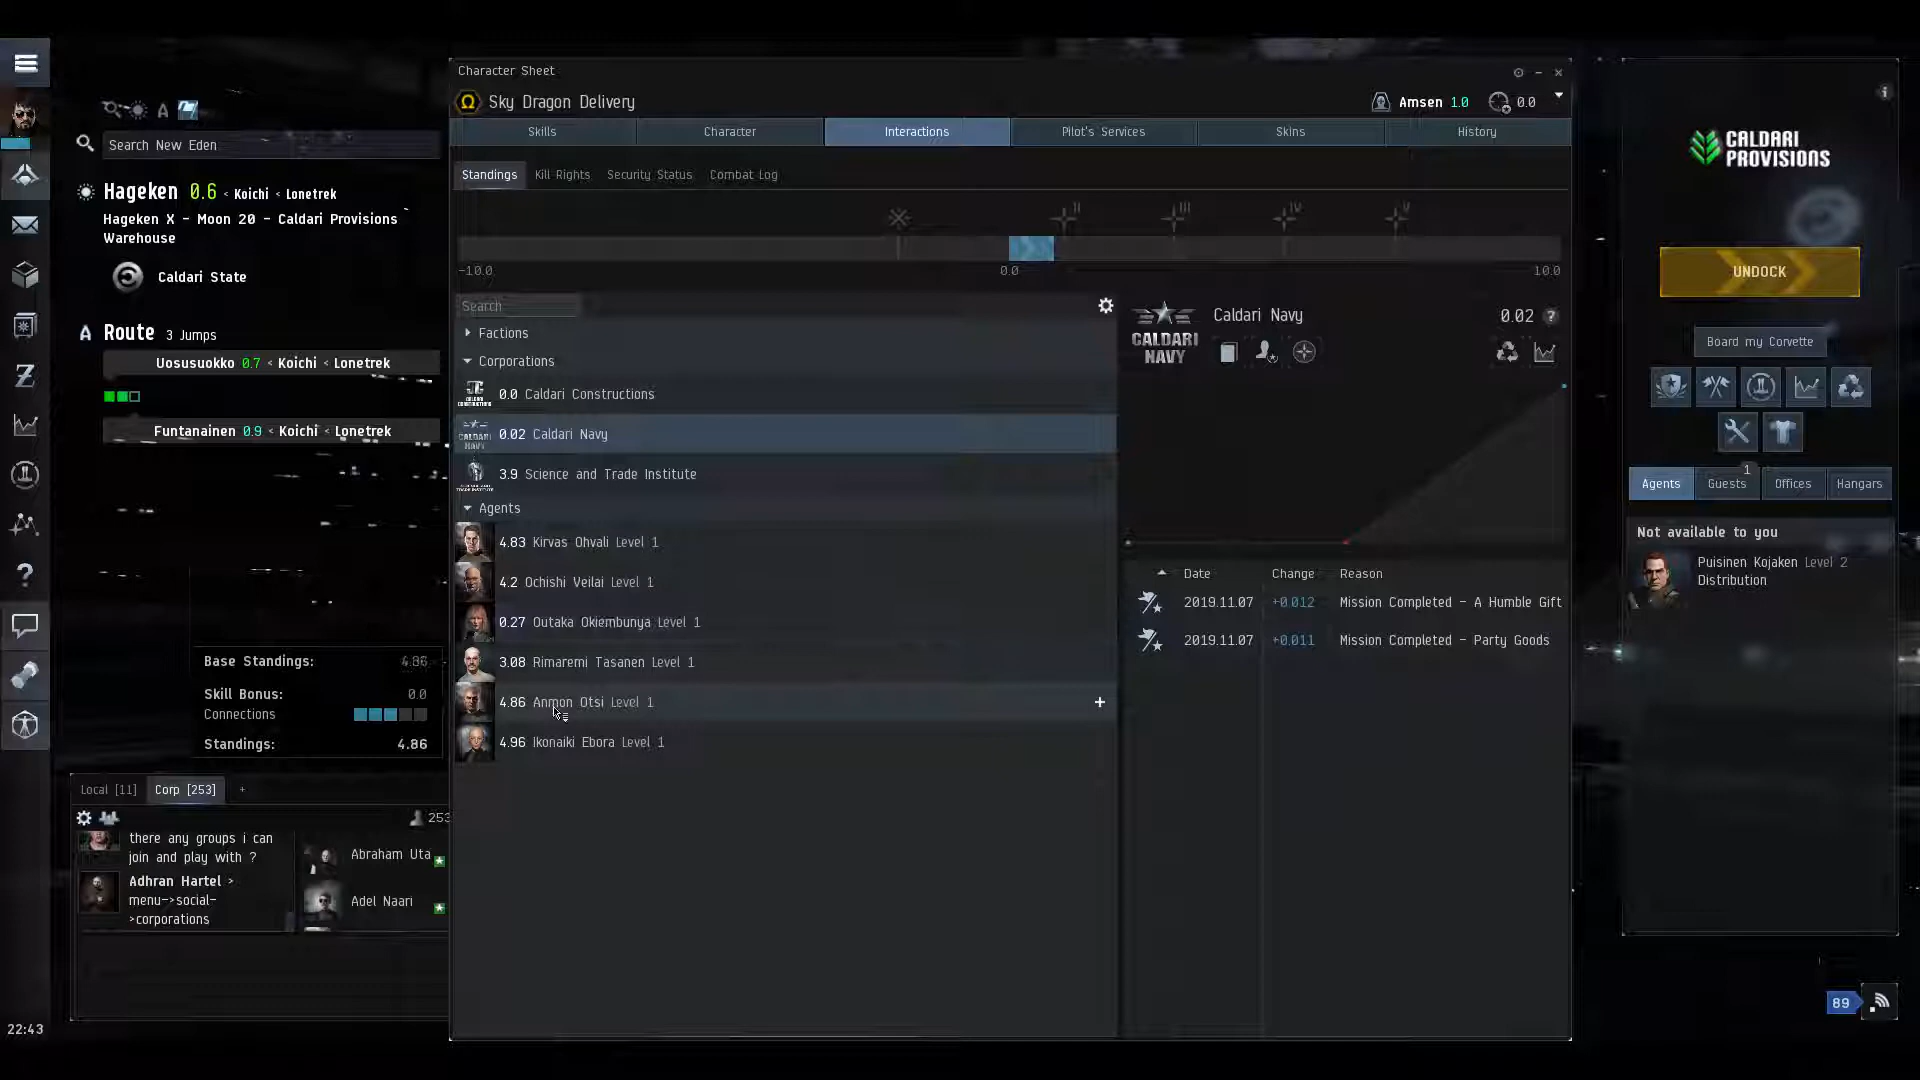 Character Sheet
Sky Dragon Delivery
Amsen 1.0
0.0
Skills
Character
Interactions
Pilot's Services
Skins
History
Standings
Kill Rights
Security Status
Combat Log
II
III
IV
V
-10.0
0.0
10.0
Search
Factions
Corporations
0.0 Caldari Constructions
0.02 Caldari Navy
3.9 Science and Trade Institute
Agents
4.83 Kirvas Ohvali Level 1
4.2 Ochishi Veilai Level 1
0.27 Outaka Okiembunya Level 1
3.08 Rimaremi Tasanen Level 1
4.86 Anmon Otsi Level 1
4.96 Ikonaiki Ebora Level 1
CALDARI
NAVY
Caldari Navy
0.02
Date
Change
Reason
2019.11.07 +0.012 Mission Completed - A Humble Gift
2019.11.07 +0.011 Mission Completed - Party Goods
Search New Eden
Hageken 0.6 < Koichi < Lonetrek
Hageken X - Moon 20 - Caldari Provisions
Warehouse
Caldari State
Route 3 Jumps
Uosusuokko 0.7 < Koichi < Lonetrek
Funtanainen 0.9 < Koichi < Lonetrek
Base Standings: 4.86
Skill Bonus: 0.0
Connections
Standings: 4.86
Local [11]
Corp [253]
+
253
there any groups i can
join and play with ?
Adhran Hartel >
menu->social-
>corporations
Abraham Uta
Adel Naari
22:43
CALDARI
PROVISIONS
UNDOCK
Board my Corvette
Agents
1
Guests
Offices
Hangars
Not available to you
Puisinen Kojaken Level 2
Distribution
89